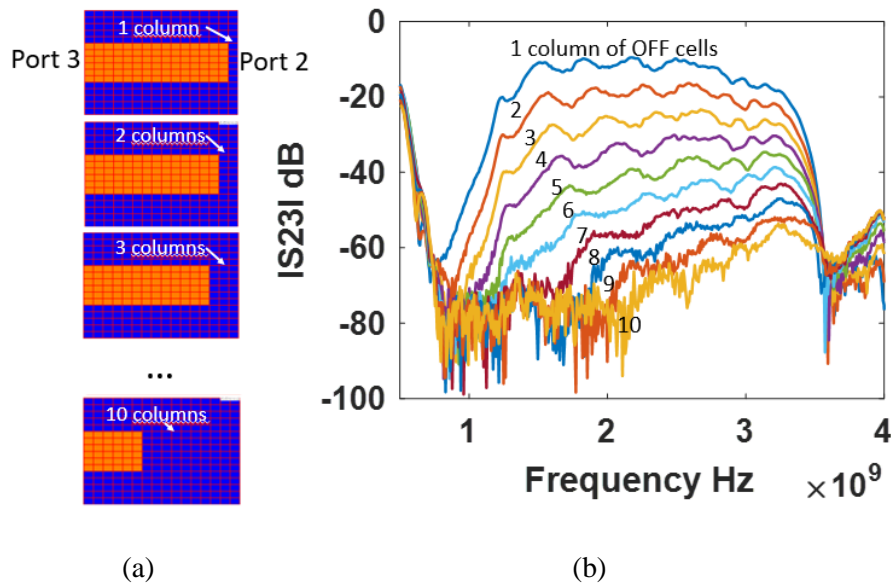 1 column
Port 3
Port 2
2 columns
3 columns
...
10 columns
(a)
0
-20
-40
-60
-80
-100
IS23I dB
1 column of OFF cells
2
3
4
5
6
7
8
9
10
1
2
3
4
Frequency Hz
×10⁹
(b)